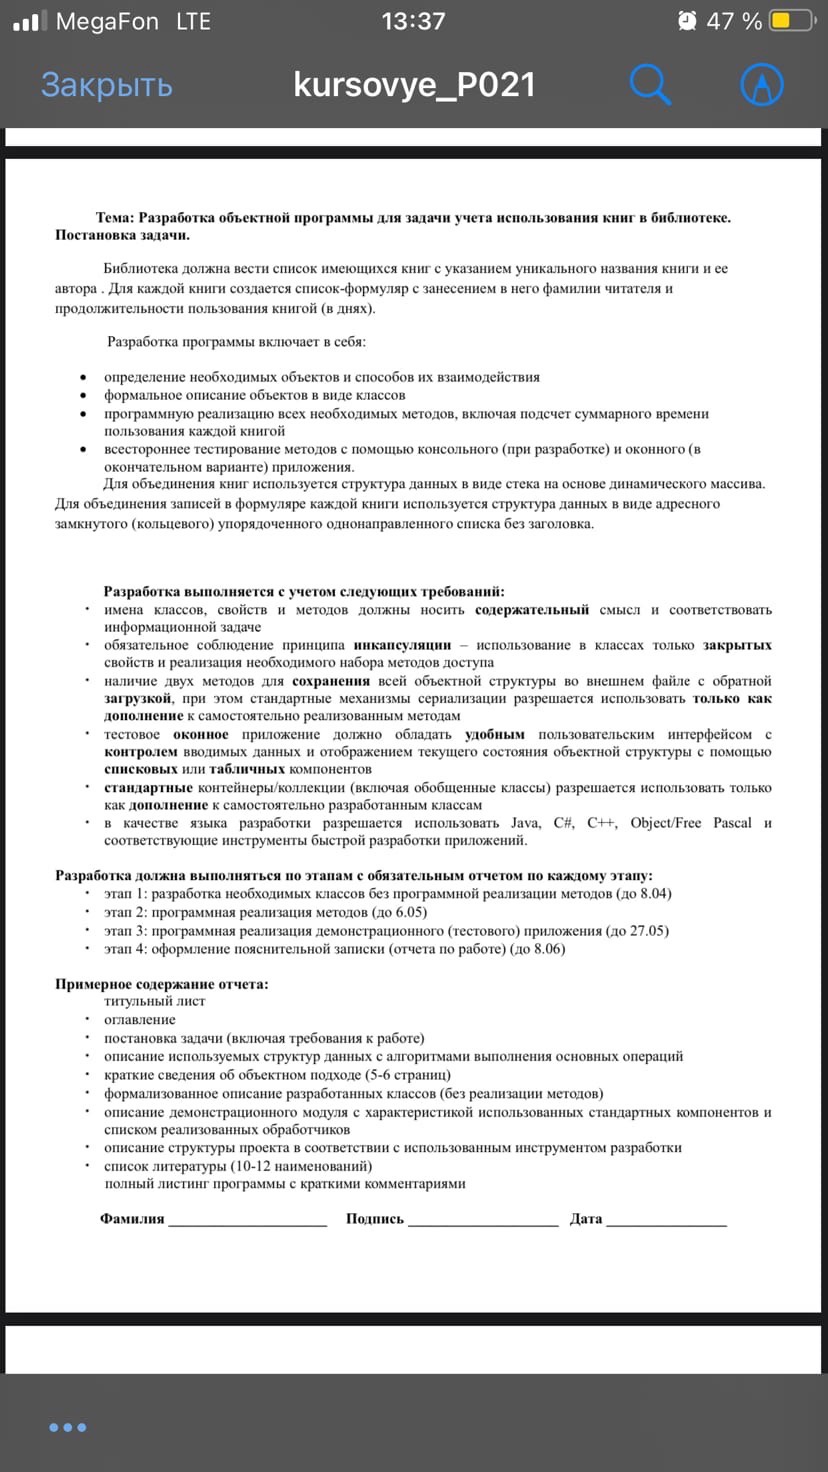 MegaFon LTE 13:37 47 %
Закрыть kursovye_P021
Тема: Разработка объектной программы для задачи учета использования книг в библиотеке.
Постановка задачи.
Библиотека должна вести список имеющихся книг с указанием уникального названия книги и ее
автора . Для каждой книги создается список-формуляр с занесением в него фамилии читателя и
продолжительности пользования книгой (в днях).
Разработка программы включает в себя:
• определение необходимых объектов и способов их взаимодействия
• формальное описание объектов в виде классов
• программную реализацию всех необходимых методов, включая подсчет суммарного времени
пользования каждой книгой
• всестороннее тестирование методов с помощью консольного (при разработке) и оконного (в
окончательном варианте) приложения.
Для объединения книг используется структура данных в виде стека на основе динамического массива.
Для объединения записей в формуляре каждой книги используется структура данных в виде адресного
замкнутого (кольцевого) упорядоченного однонаправленного списка без заголовка.
Разработка выполняется с учетом следующих требований:
· имена классов, свойств и методов должны носить содержательный смысл и соответствовать
информационной задаче
· обязательное соблюдение принципа инкапсуляции – использование в классах только закрытых
свойств и реализация необходимого набора методов доступа
· наличие двух методов для сохранения всей объектной структуры во внешнем файле с обратной
загрузкой, при этом стандартные механизмы сериализации разрешается использовать только как
дополнение к самостоятельно реализованным методам
· тестовое оконное приложение должно обладать удобным пользовательским интерфейсом с
контролем вводимых данных и отображением текущего состояния объектной структуры с помощью
списковых или табличных компонентов
· стандартные контейнеры/коллекции (включая обобщенные классы) разрешается использовать только
как дополнение к самостоятельно разработанным классам
· в качестве языка разработки разрешается использовать Java, C#, C++, Object/Free Pascal и
соответствующие инструменты быстрой разработки приложений.
Разработка должна выполняться по этапам с обязательным отчетом по каждому этапу:
· этап 1: разработка необходимых классов без программной реализации методов (до 8.04)
· этап 2: программная реализация методов (до 6.05)
· этап 3: программная реализация демонстрационного (тестового) приложения (до 27.05)
· этап 4: оформление пояснительной записки (отчета по работе) (до 8.06)
Примерное содержание отчета:
титульный лист
· оглавление
· постановка задачи (включая требования к работе)
· описание используемых структур данных с алгоритмами выполнения основных операций
· краткие сведения об объектном подходе (5-6 страниц)
· формализованное описание разработанных классов (без реализации методов)
· описание демонстрационного модуля с характеристикой использованных стандартных компонентов и
списком реализованных обработчиков
· описание структуры проекта в соответствии с использованным инструментом разработки
· список литературы (10-12 наименований)
полный листинг программы с краткими комментариями
Фамилия ____________ Подпись ____________ Дата ____________